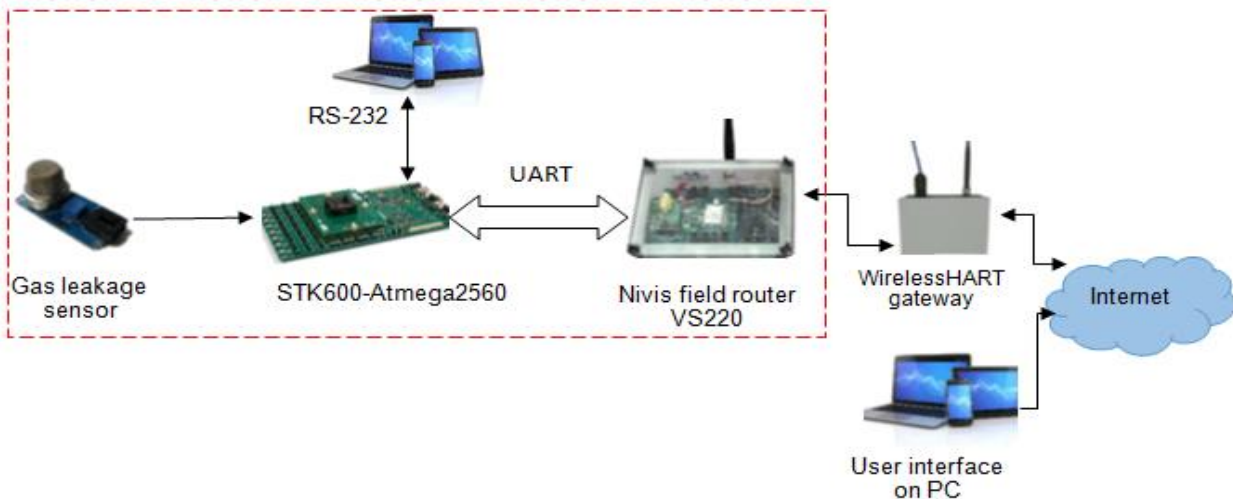 RS-232
UART
Gas leakage
sensor
STK600-Atmega2560
Nivis field router
VS220
WirelessHART
gateway
Internet
User interface
on PC